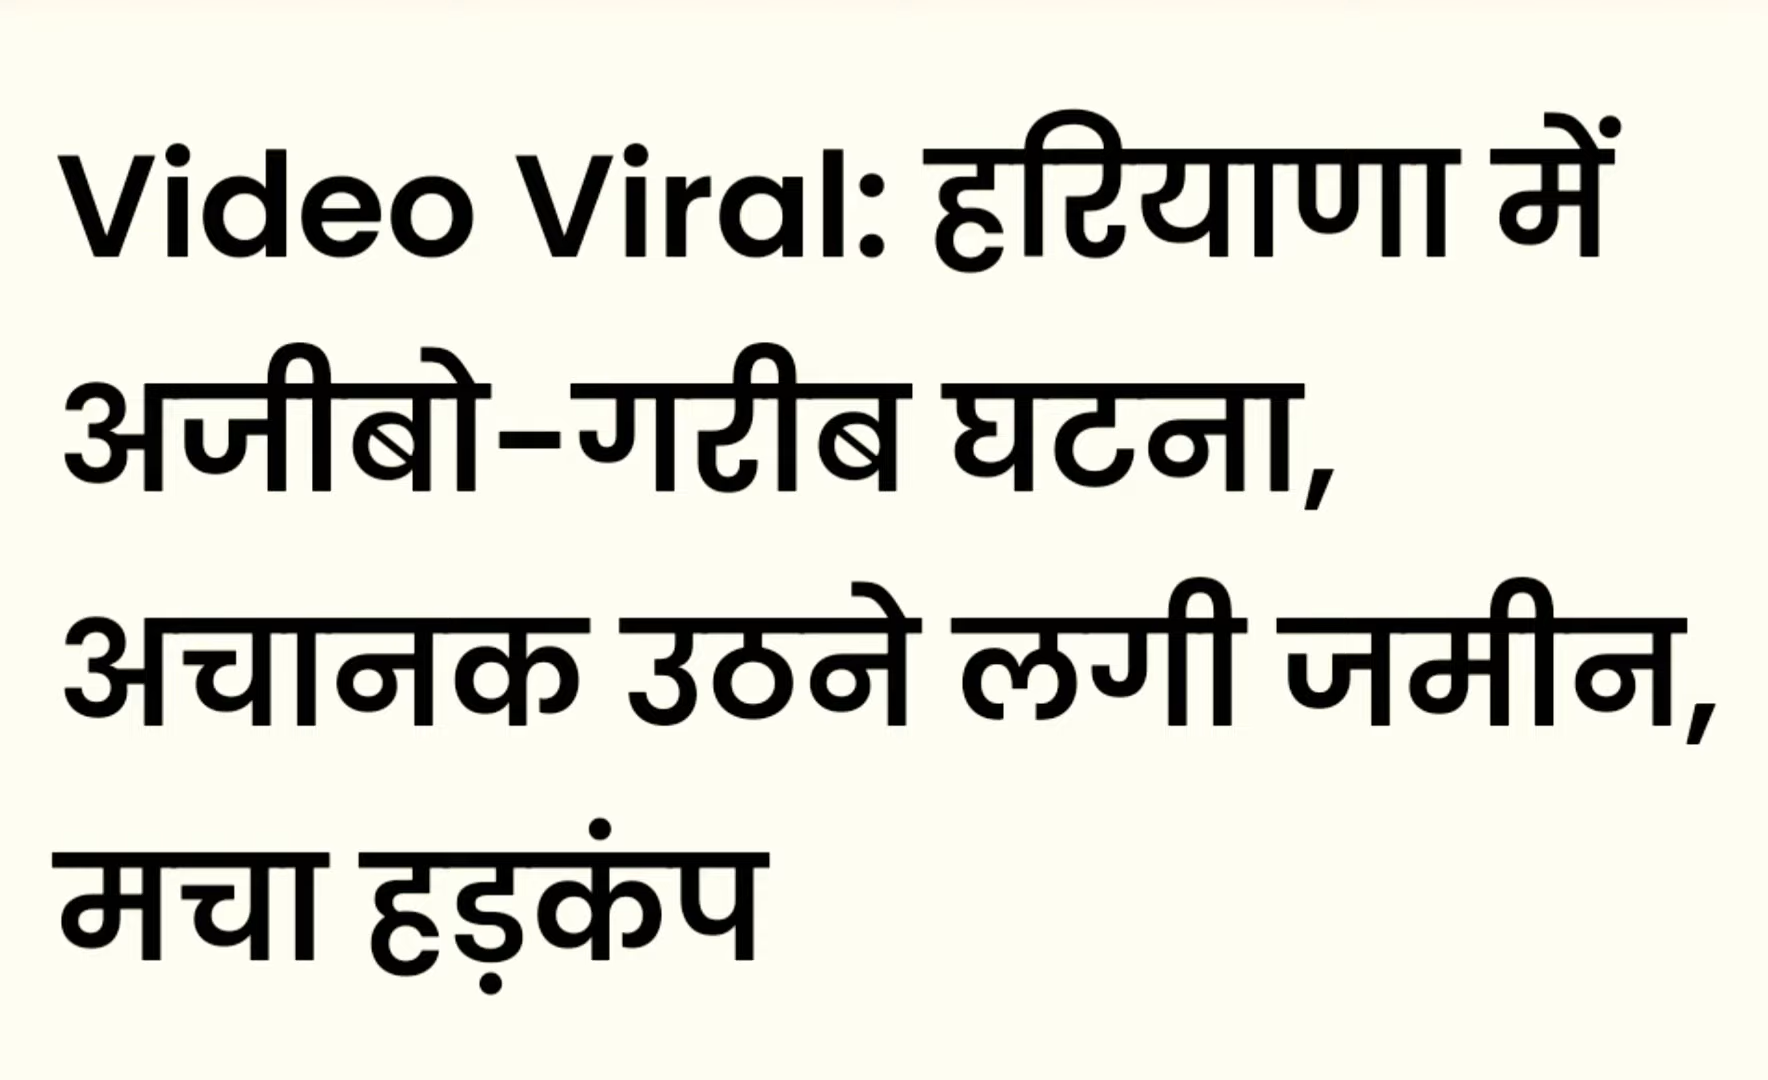 Video Viral: हरियाणा में
अजीबो-गरीब घटना,
अचानक उठने लगी जमीन,
मचा हड़कंप